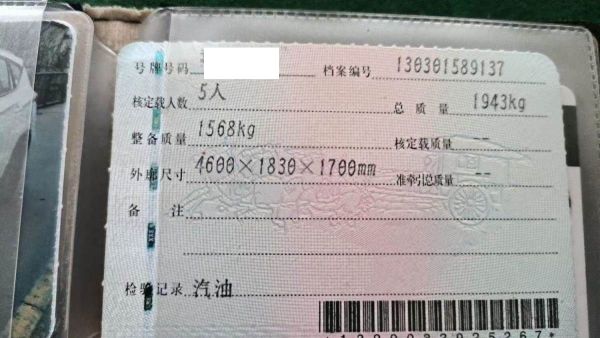 号牌号码 档案编号 130301589137
核定载人数 5人 总质量 1943kg
整备质量 1568kg 核定载质量 --
外廓尺寸 4600×1830×1700mm 准牵引总质量 --
备注
检验记录 汽油